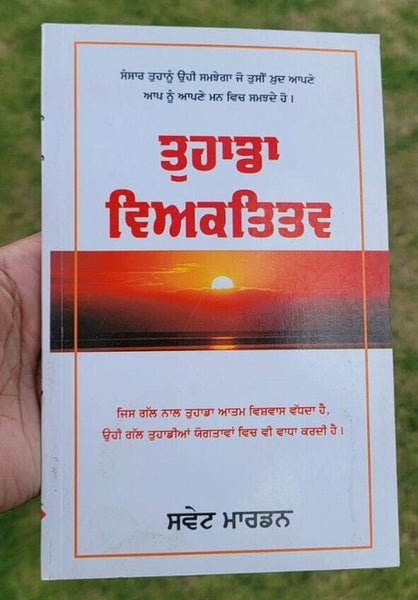 ਸੰਸਾਰ ਤੁਹਾਨੂੰ ਉਹੀ ਸਮਝੇਗਾ ਜੋ ਤੁਸੀਂ ਖ਼ੁਦ ਆਪਣੇ
ਆਪ ਨੂੰ ਆਪਣੇ ਮਨ ਵਿਚ ਸਮਝਦੇ ਹੋ।
ਤੁਹਾਡਾ
ਵਿਅਕਤਿਤਵ
ਜਿਸ ਗੱਲ ਨਾਲ ਤੁਹਾਡਾ ਆਤਮ ਵਿਸ਼ਵਾਸ ਵੱਧਦਾ ਹੈ,
ਉਹੀ ਗੱਲ ਤੁਹਾਡੀਆਂ ਯੋਗਤਾਵਾਂ ਵਿਚ ਵੀ ਵਾਧਾ ਕਰਦੀ ਹੈ।
ਸਵੇਟ ਮਾਰਡਨ